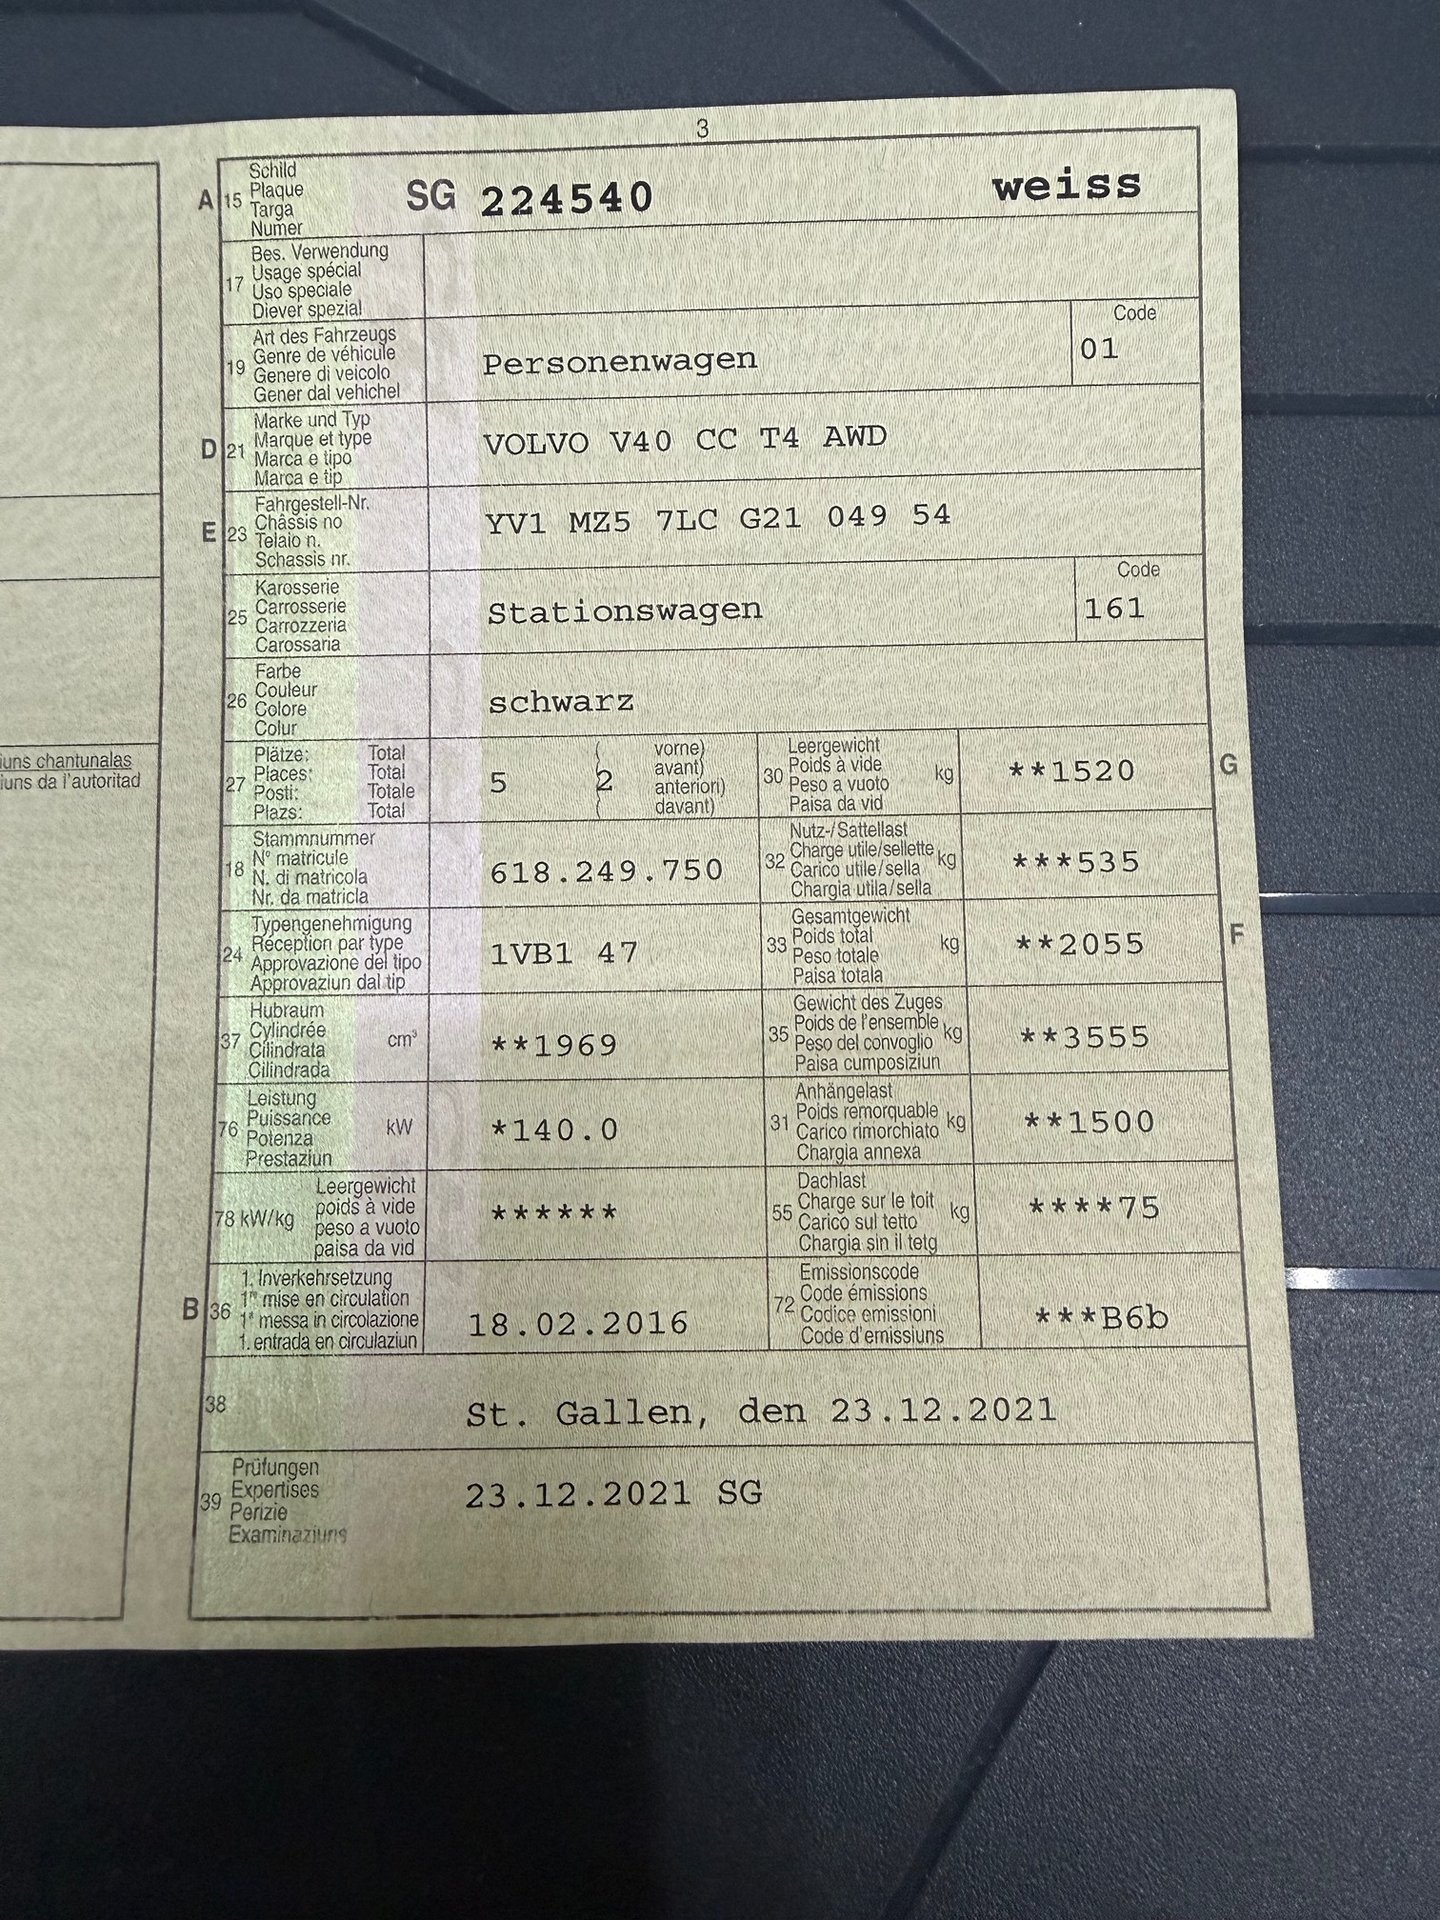 3
A 15 Schild
Plaque
Targa
Numer
SG 224540 weiss
17 Bes. Verwendung
Usage spécial
Uso speciale
Diever spezial
19 Art des Fahrzeugs
Genre de véhicule
Genere di veicolo
Gener dal vehichel
Personenwagen
Code
01
D 21 Marke und Typ
Marque et type
Marca e tipo
Marca e tip
VOLVO V40 CC T4 AWD
E 23 Fahrgestell-Nr.
Châssis no
Telaio n.
Schassis nr.
YV1 MZ5 7LC G21 049 54
25 Karosserie
Carrosserie
Carrozzeria
Carossaria
Stationswagen
Code
161
26 Farbe
Couleur
Colore
Colur
schwarz
27 Plätze: Total
Places: Total
Posti: Totale
Plazs: Total
5 ( 2 vorne)
avant)
anteriori)
davant)
30 Leergewicht
Poids à vide
Peso a vuoto
Paisa da vid
kg
**1520
G
18 Stammnummer
N° matricule
N. di matricola
Nr. da matricla
618.249.750
32 Nutz-/Sattellast
Charge utile/sellette
Carico utile/sella
Chargia utila/sella
kg
***535
24 Typengenehmigung
Réception par type
Approvazione del tipo
Approvaziun dal tip
1VB1 47
33 Gesamtgewicht
Poids total
Peso totale
Paisa totala
kg
**2055
F
37 Hubraum
Cylindrée
Cilindrata
Cilindrada
cm³
**1969
35 Gewicht des Zuges
Poids de l'ensemble
Peso del convoglio
Paisa cumposiziun
kg
**3555
76 Leistung
Puissance
Potenza
Prestaziun
kW
*140.0
31 Anhängelast
Poids remorquable
Carico rimorchiato
Chargia annexa
kg
**1500
78 kW/kg Leergewicht
poids à vide
peso a vuoto
paisa da vid
******
55 Dachlast
Charge sur le toit
Carico sul tetto
Chargia sin il tetg
kg
****75
B 36 1. Inverkehrsetzung
1re mise en circulation
1a messa in circolazione
1. entrada en circulaziun
18.02.2016
72 Emissionscode
Code émissions
Codice emissioni
Code d'emissiuns
***B6b
38
St. Gallen, den 23.12.2021
39 Prüfungen
Expertises
Perizie
Examinaziuns
23.12.2021 SG
chantunalas
da l'autoritad